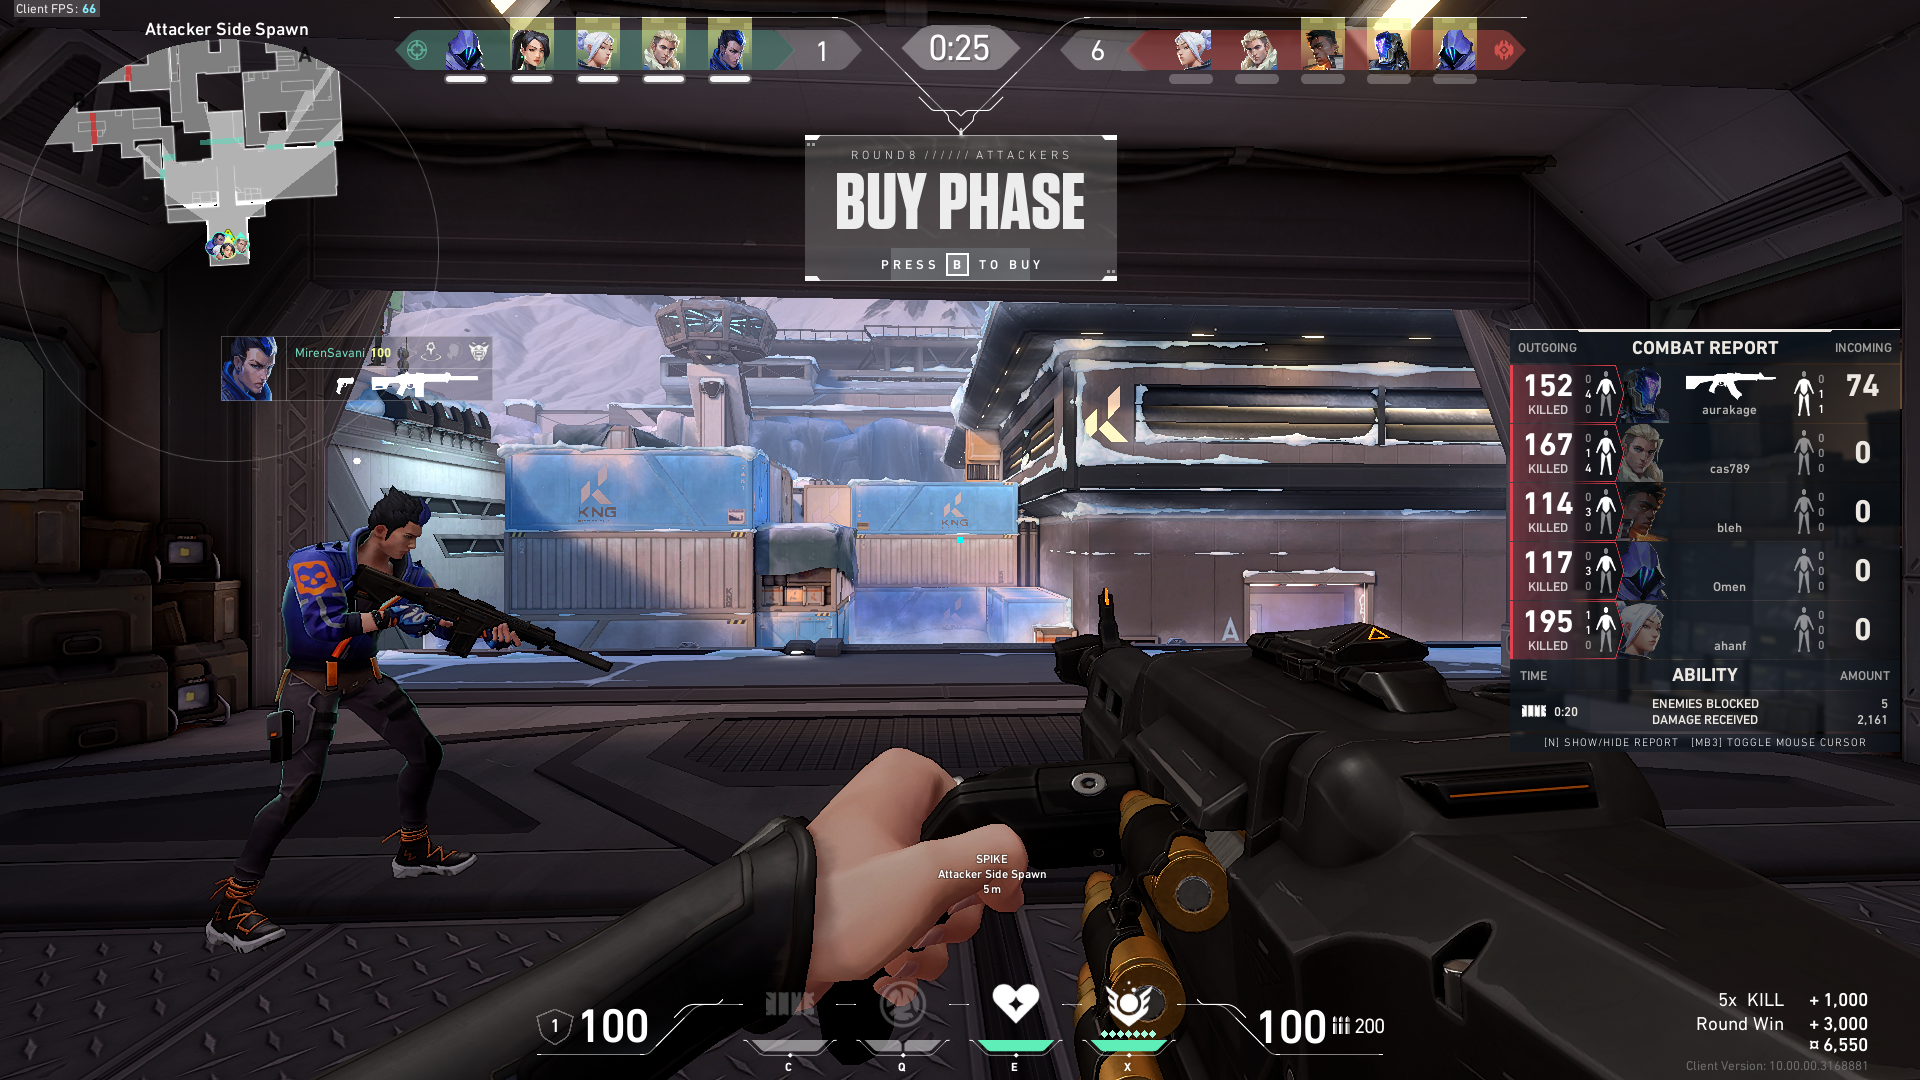 Client FPS: 66
Attacker Side Spawn
A
1
0:25
6
ROUND 8 ////// ATTACKERS
BUY PHASE
PRESS B TO BUY
MirenSavani 100
KNG
KNG
A
OUTGOING COMBAT REPORT INCOMING
152 KILLED 0 4 0 aurakage 0 1 1 74
167 KILLED 0 1 4 cas789 0 0 0 0
114 KILLED 0 3 0 bleh 0 0 0 0
117 KILLED 0 3 0 Omen 0 0 0 0
195 KILLED 1 1 0 ahanf 0 0 0 0
TIME ABILITY AMOUNT
0:20 ENEMIES BLOCKED 5
DAMAGE RECEIVED 2,161
[N] SHOW/HIDE REPORT [MB3] TOGGLE MOUSE CURSOR
SPIKE
Attacker Side Spawn
5 m
1 100
100 200
C Q E X
5x KILL + 1,000
Round Win + 3,000
¤ 6,550
Client Version: 10.00.00.3168881